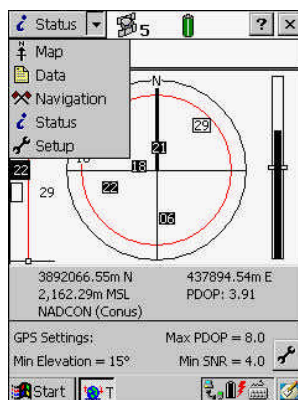 Status 5 ? ×
Map
Data
Navigation
Status
Setup
N
29
21
18
22
22
29
06
3892066.55m N 437894.54m E
2,162.29m MSL PDOP: 3.91
NADCON (Conus)
GPS Settings: Max PDOP = 8.0
Min Elevation = 15° Min SNR = 4.0
Start T